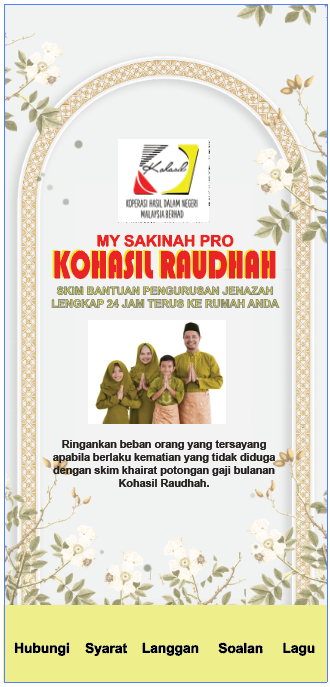 Kohasil
KOPERASI HASIL DALAM NEGERI
MALAYSIA BERHAD
MY SAKINAH PRO
KOHASIL RAUDHAH
SKIM BANTUAN PENGURUSAN JENAZAH
LENGKAP 24 JAM TERUS KE RUMAH ANDA
Ringankan beban orang yang tersayang
apabila berlaku kematian yang tidak diduga
dengan skim khairat potongan gaji bulanan
Kohasil Raudhah.
Hubungi Syarat Langgan Soalan Lagu